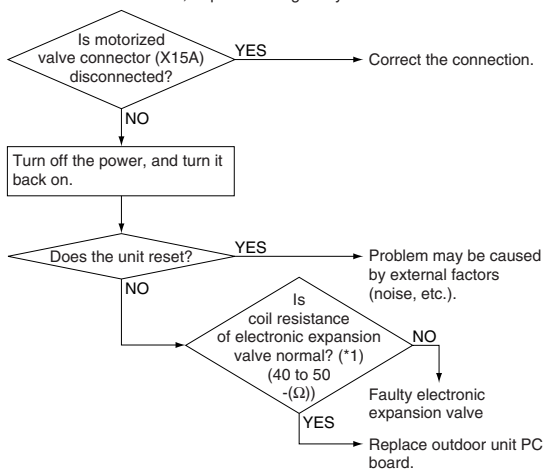 Is motorized
valve connector (X15A)
disconnected?
YES
Correct the connection.
NO
Turn off the power, and turn it
back on.
Does the unit reset?
YES
Problem may be caused
by external factors
(noise, etc.).
NO
Is
coil resistance
of electronic expansion
valve normal? (*1)
(40 to 50
-(Ω))
NO
Faulty electronic
expansion valve
YES
Replace outdoor unit PC
board.